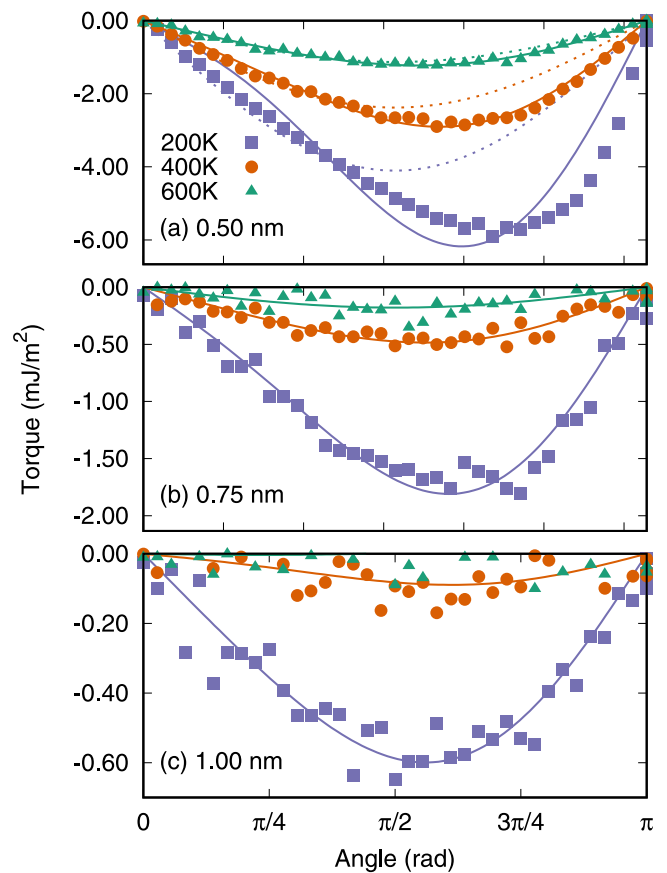 0.00
-2.00
-4.00
-6.00
200K
400K
600K
(a) 0.50 nm
0.00
-0.50
-1.00
-1.50
-2.00
(b) 0.75 nm
Torque (mJ/m²)
0.00
-0.20
-0.40
-0.60
(c) 1.00 nm
0
π/4
π/2
3π/4
π
Angle (rad)